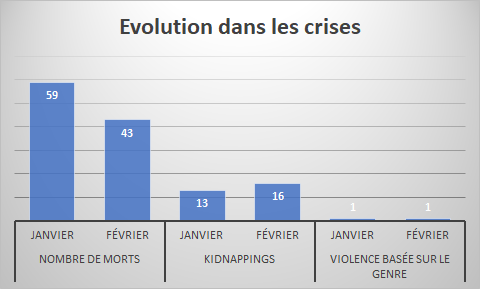 Evolution dans les crises
59
43
13
16
1
1
JANVIER FÉVRIER JANVIER FÉVRIER JANVIER FÉVRIER
NOMBRE DE MORTS KIDNAPPINGS VIOLENCE BASÉE SUR LE
GENRE